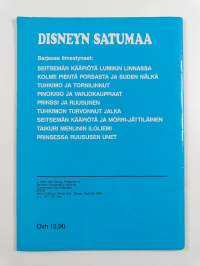 DISNEYN SATUMAA
Sarjassa ilmestyneet:
SEITSEMÄN KÄÄPIÖTÄ LUMIKIN LINNASSA
KOLME PIENTÄ PORSASTA JA SUDEN NÄLKÄ
TUHKIMO JA TORNILINNUT
PINOKKIO JA VARJOKAUPPIAAT
PRINSSI JA RUUSUNEN
TUHKIMON TURVONNUT JALKA
SEITSEMÄN KÄÄPIÖTÄ JA MÖRRI-JÄTTILÄINEN
TAIKURI MERLININ ILOLIEMI
PRINSESSA RUUSUSEN UNET
Ovh 13,90